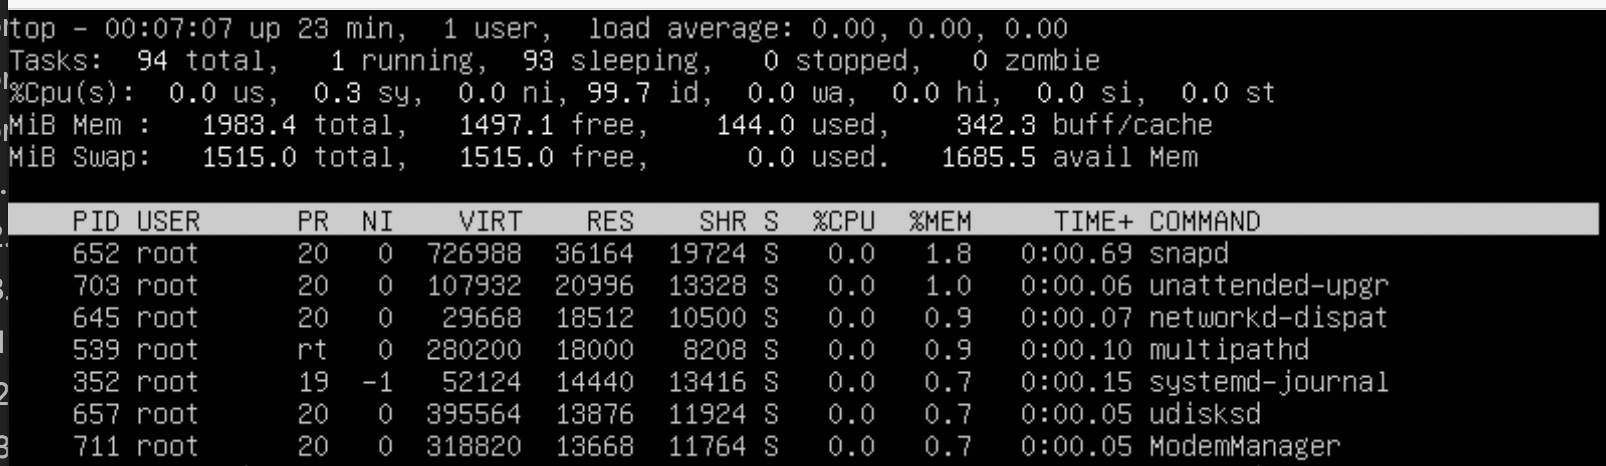 top - 00:07:07 up 23 min,  1 user,  load average: 0.00, 0.00, 0.00
Tasks:  94 total,   1 running,  93 sleeping,   0 stopped,   0 zombie
%Cpu(s):  0.0 us,  0.3 sy,  0.0 ni, 99.7 id,  0.0 wa,  0.0 hi,  0.0 si,  0.0 st
MiB Mem :   1983.4 total,   1497.1 free,    144.0 used,    342.3 buff/cache
MiB Swap:   1515.0 total,   1515.0 free,      0.0 used.   1685.5 avail Mem
    PID USER      PR  NI    VIRT    RES    SHR S  %CPU  %MEM     TIME+ COMMAND
    652 root      20   0  726988  36164  19724 S   0.0   1.8   0:00.69 snapd
    703 root      20   0  107932  20996  13328 S   0.0   1.0   0:00.06 unattended-upgr
    645 root      20   0   29668  18512  10500 S   0.0   0.9   0:00.07 networkd-dispat
    539 root      rt   0  280200  18000   8208 S   0.0   0.9   0:00.10 multipathd
    352 root      19  -1   52124  14440  13416 S   0.0   0.7   0:00.15 systemd-journal
    657 root      20   0  395564  13876  11924 S   0.0   0.7   0:00.05 udisksd
    711 root      20   0  318820  13668  11764 S   0.0   0.7   0:00.05 ModemManager